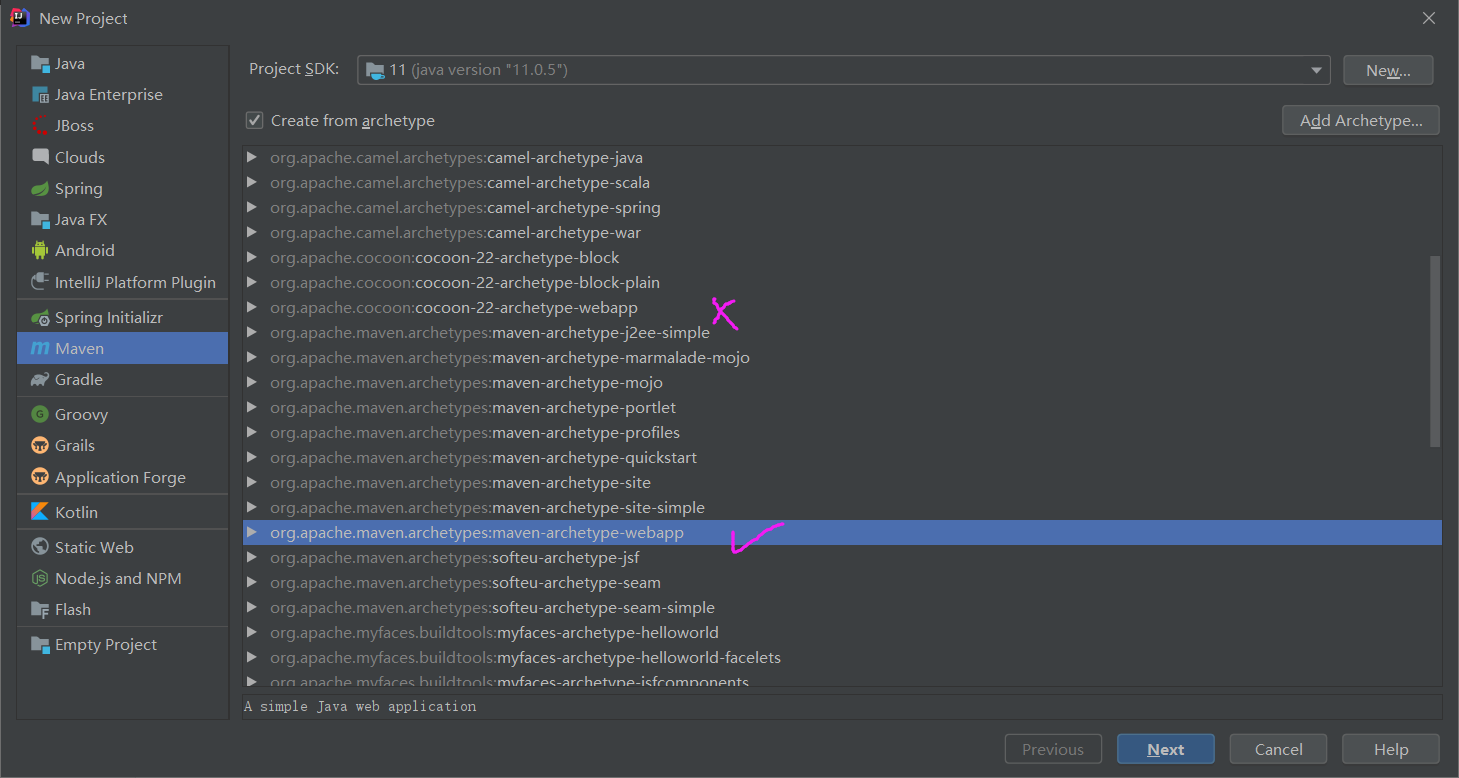 New Project
Java
Java Enterprise
JBoss
Clouds
Spring
Java FX
Android
IntelliJ Platform Plugin
Spring Initializr
Maven
Gradle
Groovy
Grails
Application Forge
Kotlin
Static Web
Node.js and NPM
Flash
Empty Project
Project SDK: 11 (java version "11.0.5") New...
Create from archetype Add Archetype...
org.apache.camel.archetypes:camel-archetype-java
org.apache.camel.archetypes:camel-archetype-scala
org.apache.camel.archetypes:camel-archetype-spring
org.apache.camel.archetypes:camel-archetype-war
org.apache.cocoon:cocoon-22-archetype-block
org.apache.cocoon:cocoon-22-archetype-block-plain
org.apache.cocoon:cocoon-22-archetype-webapp
org.apache.maven.archetypes:maven-archetype-j2ee-simple
org.apache.maven.archetypes:maven-archetype-marmalade-mojo
org.apache.maven.archetypes:maven-archetype-mojo
org.apache.maven.archetypes:maven-archetype-portlet
org.apache.maven.archetypes:maven-archetype-profiles
org.apache.maven.archetypes:maven-archetype-quickstart
org.apache.maven.archetypes:maven-archetype-site
org.apache.maven.archetypes:maven-archetype-site-simple
org.apache.maven.archetypes:maven-archetype-webapp
org.apache.maven.archetypes:softeu-archetype-jsf
org.apache.maven.archetypes:softeu-archetype-seam
org.apache.maven.archetypes:softeu-archetype-seam-simple
org.apache.myfaces.buildtools:myfaces-archetype-helloworld
org.apache.myfaces.buildtools:myfaces-archetype-helloworld-facelets
org.apache.myfaces.buildtools:myfaces-archetype-jsfcomponents
A simple Java web application
Previous Next Cancel Help